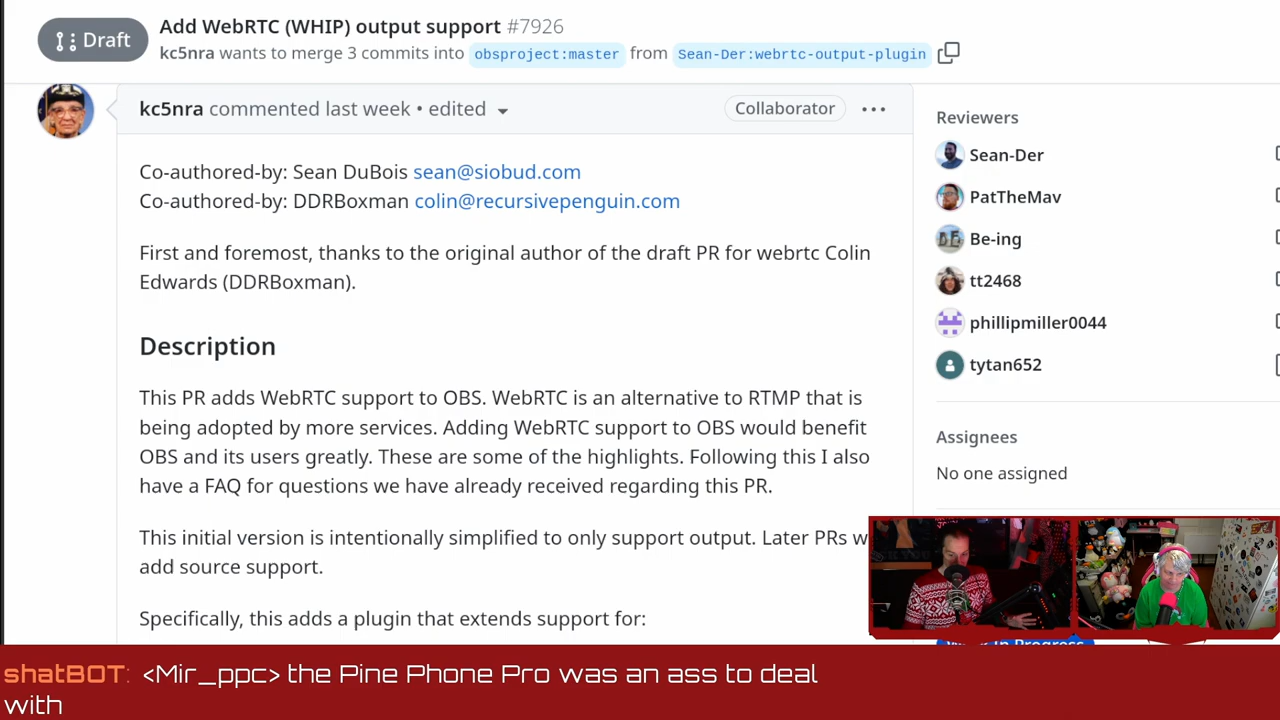 Draft
Add WebRTC (WHIP) output support #7926
kc5nra wants to merge 3 commits into obsproject:master from Sean-Der:webrtc-output-plugin
kc5nra commented last week • edited
Collaborator
Co-authored-by: Sean DuBois sean@siobud.com
Co-authored-by: DDRBoxman colin@recursivepenguin.com
First and foremost, thanks to the original author of the draft PR for webrtc Colin
Edwards (DDRBoxman).
Description
This PR adds WebRTC support to OBS. WebRTC is an alternative to RTMP that is
being adopted by more services. Adding WebRTC support to OBS would benefit
OBS and its users greatly. These are some of the highlights. Following this I also
have a FAQ for questions we have already received regarding this PR.
This initial version is intentionally simplified to only support output. Later PRs w
add source support.
Specifically, this adds a plugin that extends support for:
Reviewers
Sean-Der
PatTheMav
Be-ing
tt2468
phillipmiller0044
tytan652
Assignees
No one assigned
shatBOT: <Mir_ppc> the Pine Phone Pro was an ass to deal
with